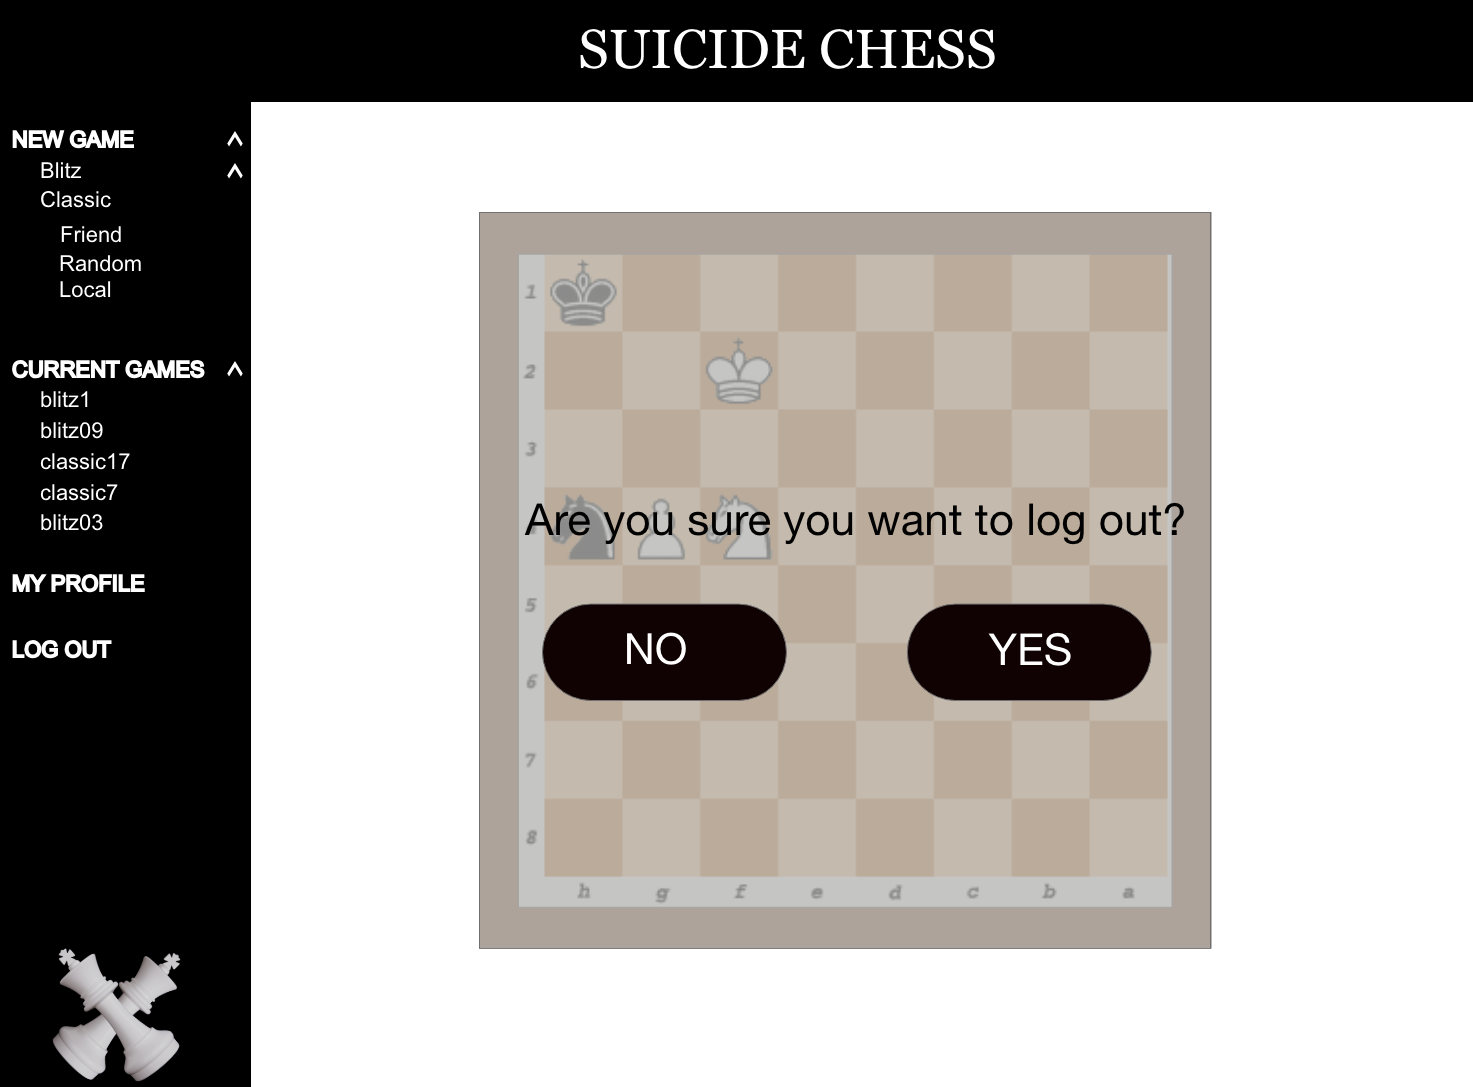 SUICIDE CHESS
NEW GAME
Blitz
Classic
Friend
Random
Local
CURRENT GAMES
blitz1
blitz09
classic17
classic7
blitz03
MY PROFILE
LOG OUT
1
2
3
Are you sure you want to log out?
5
NO
YES
6
7
8
h g f e d c b a